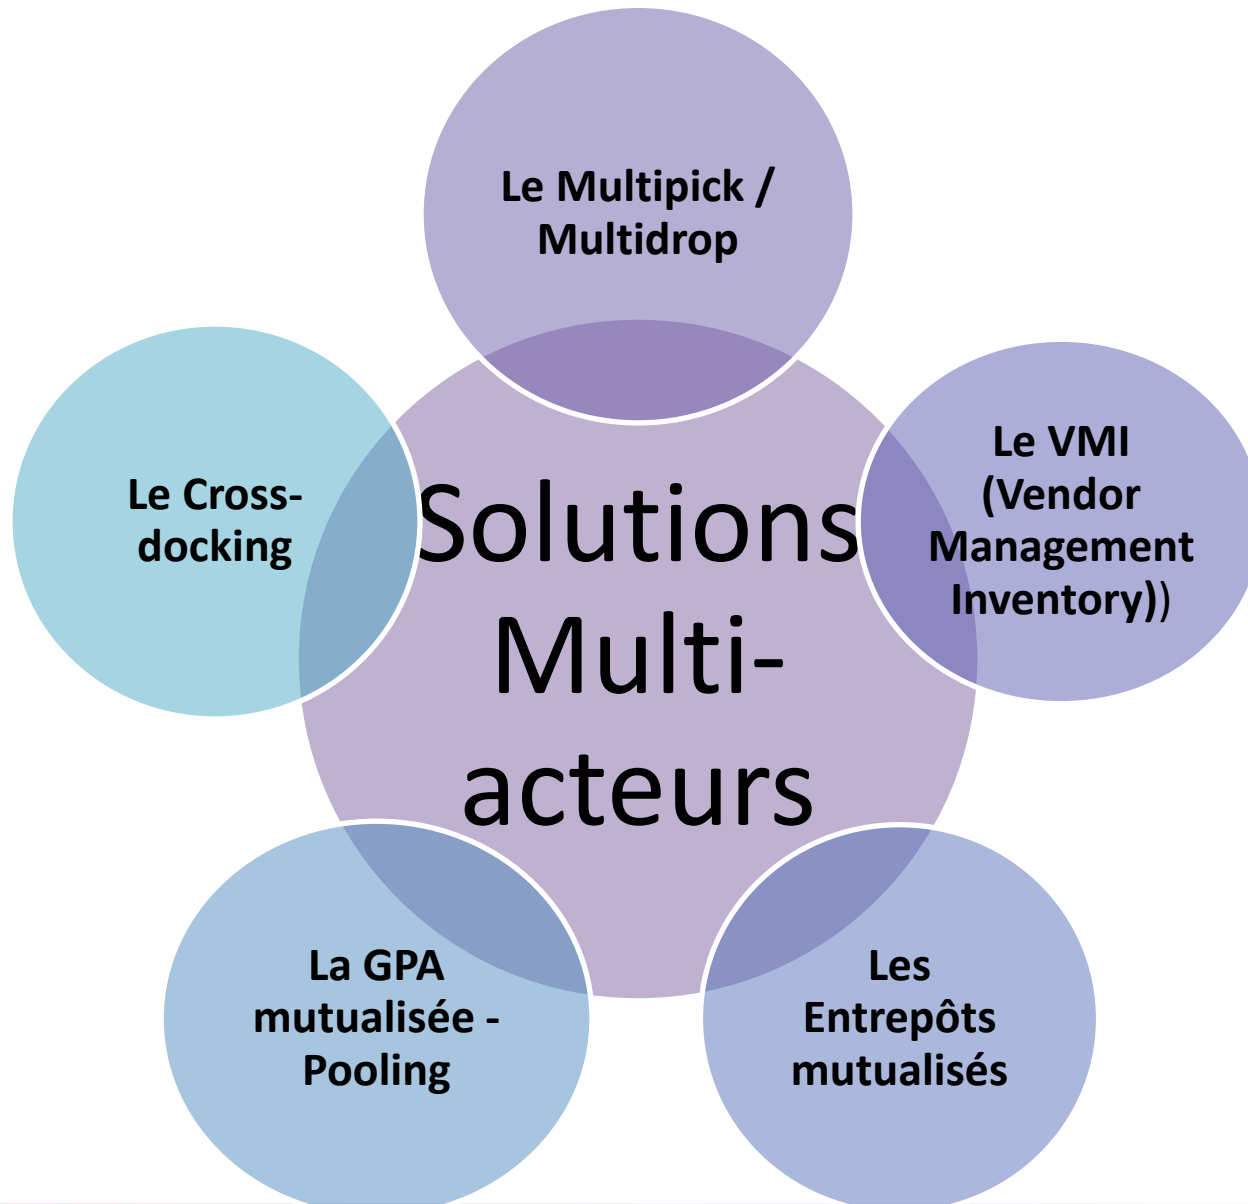 Le Multipick /
Multidrop
Le VMI
(Vendor
Management
Inventory))
Les
Entrepôts
mutualisés
La GPA
mutualisée -
Pooling
Le Cross-
docking
Solutions
Multi-
acteurs